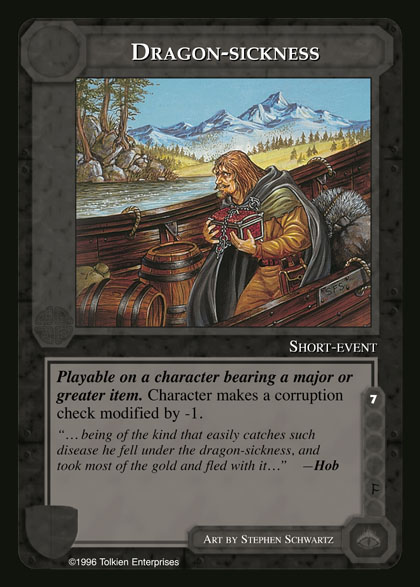 DRAGON-SICKNESS
SFS
SHORT-EVENT
Playable on a character bearing a major or
greater item. Character makes a corruption
check modified by -1.
7
“… being of the kind that easily catches such
disease he fell under the dragon-sickness, and
took most of the gold and fled with it…” —Hob
F
ART BY STEPHEN SCHWARTZ
©1996 Tolkien Enterprises